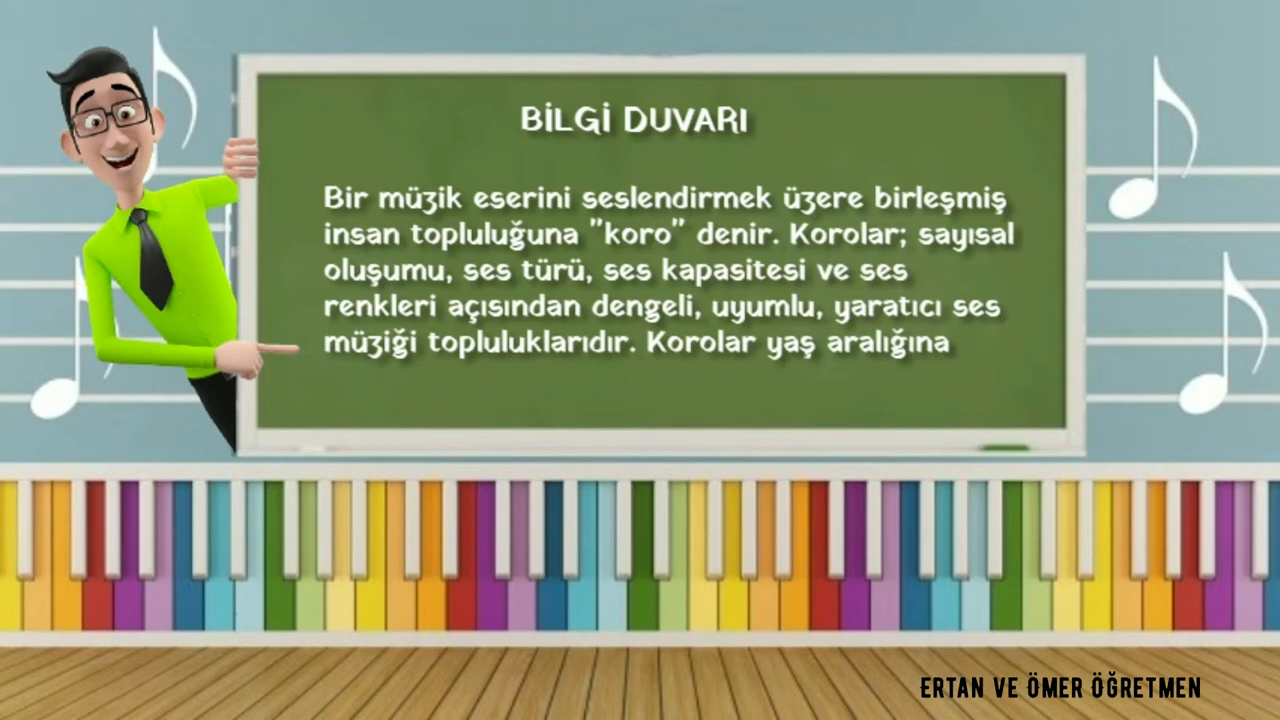 BİLGİ DUVARI
Bir müzik eserini seslendirmek üzere birleşmiş
insan topluluğuna "koro" denir. Korolar; sayısal
oluşumu, ses türü, ses kapasitesi ve ses
renkleri açısından dengeli, uyumlu, yaratıcı ses
müziği topluluklarıdır. Korolar yaş aralığına
ERTAN VE ÖMER ÖĞRETMEN